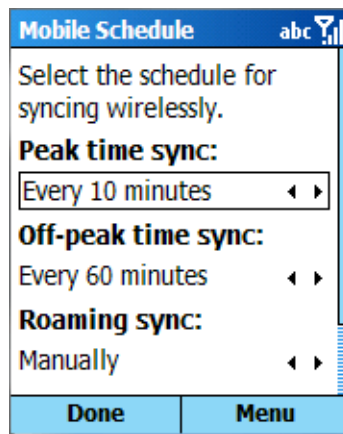 Mobile Schedule abc
Select the schedule for
syncing wirelessly.
Peak time sync:
Every 10 minutes
Off-peak time sync:
Every 60 minutes
Roaming sync:
Manually
Done Menu